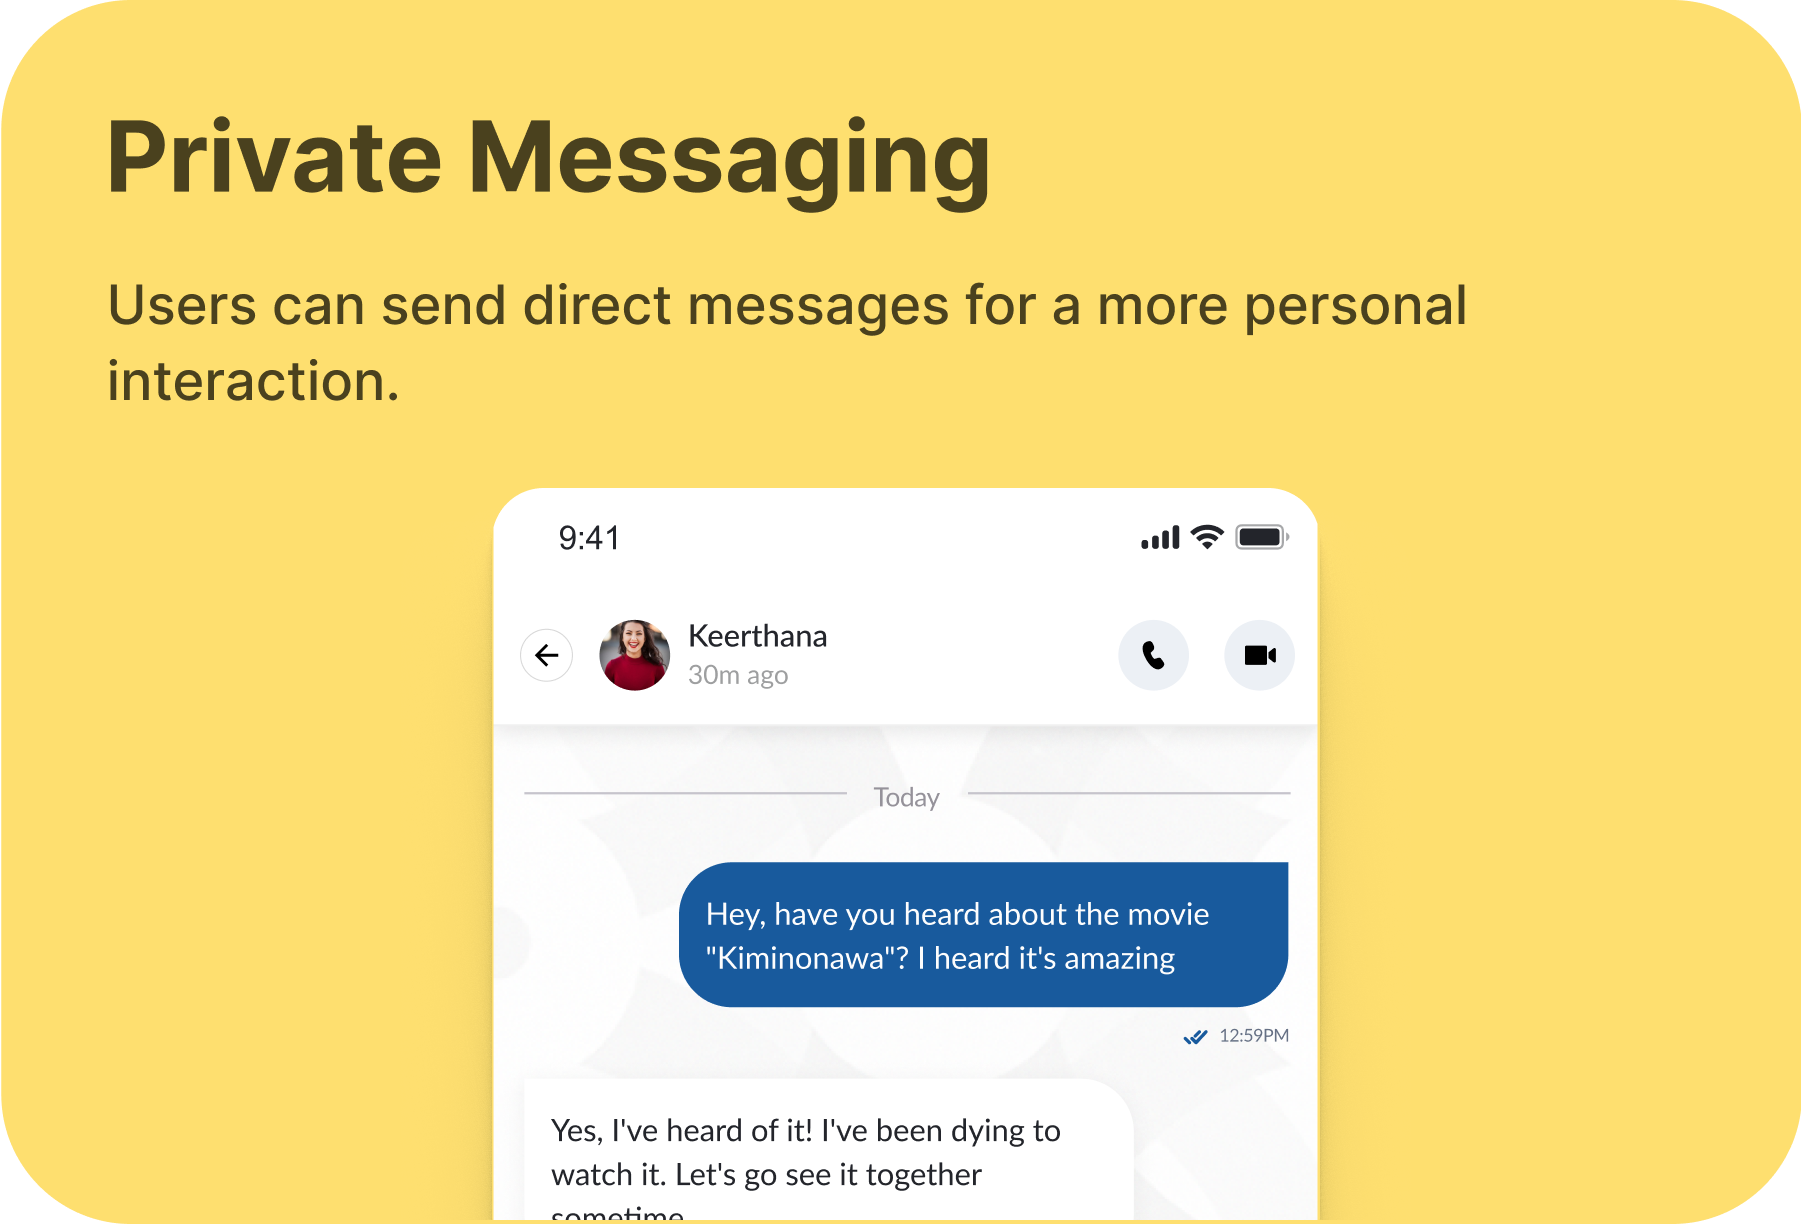 Private Messaging
Users can send direct messages for a more personal
interaction.
9:41
Keerthana
30m ago
Today
Hey, have you heard about the movie
"Kiminonawa"? I heard it's amazing
12:59PM
Yes, I've heard of it! I've been dying to
watch it. Let's go see it together
sometime